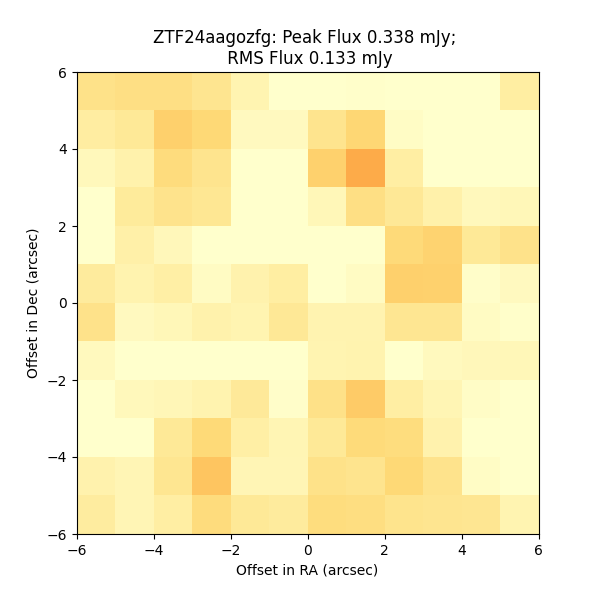 ZTF24aagozfg: Peak Flux 0.338 mJy;
RMS Flux 0.133 mJy
6
4
2
0
−2
−4
−6
Offset in Dec (arcsec)
−6 −4 −2 0 2 4 6
Offset in RA (arcsec)